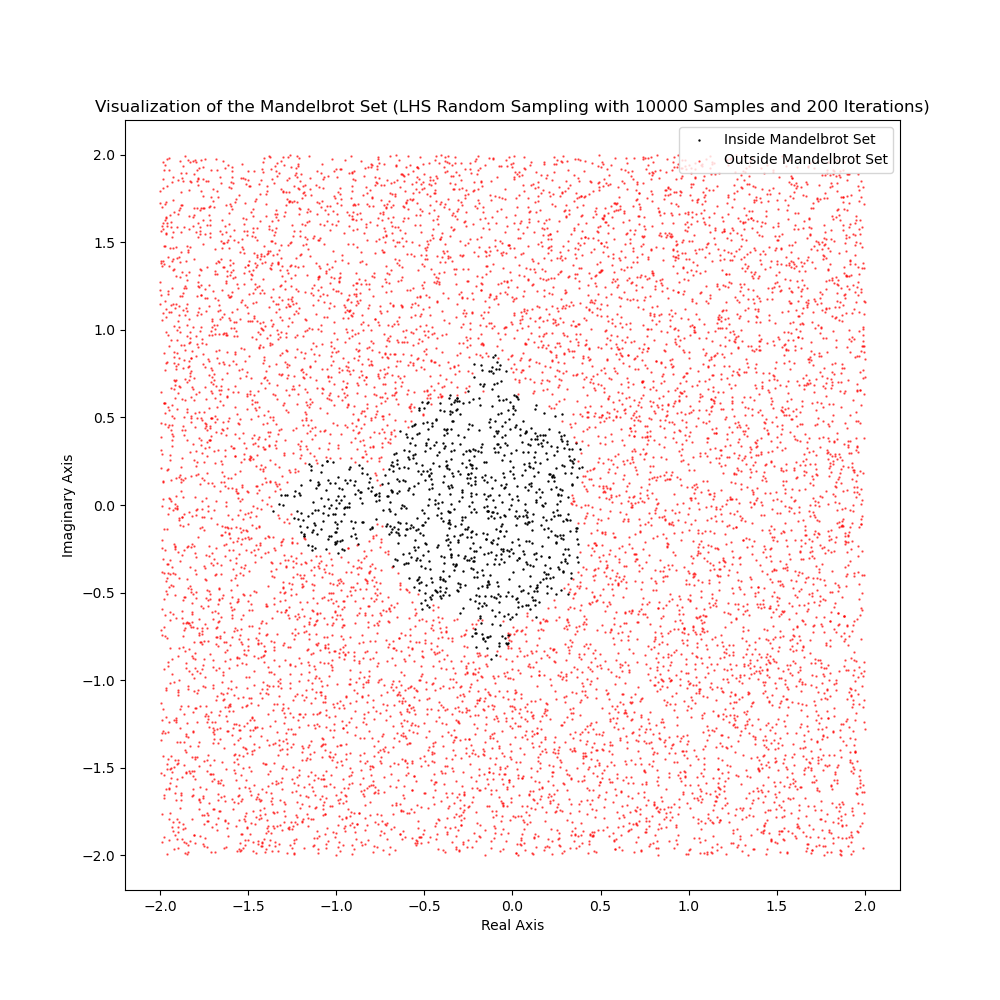 Visualization of the Mandelbrot Set (LHS Random Sampling with 10000 Samples and 200 Iterations)
Inside Mandelbrot Set
Outside Mandelbrot Set
2.0
1.5
1.0
0.5
0.0
−0.5
−1.0
−1.5
−2.0
Imaginary Axis
−2.0 −1.5 −1.0 −0.5 0.0 0.5 1.0 1.5 2.0
Real Axis